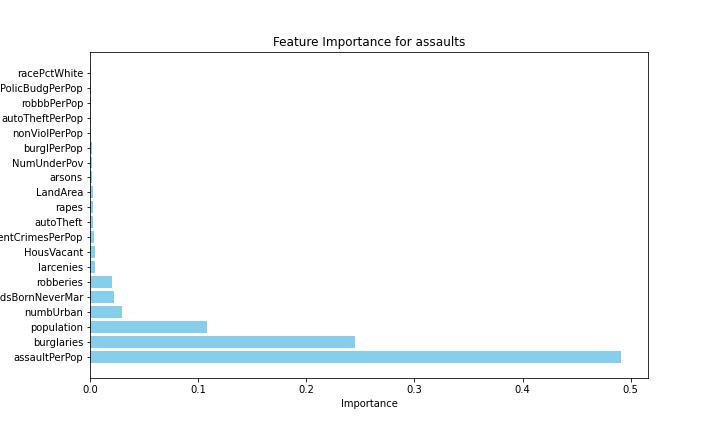 Feature Importance for assaults
racePctWhite
PolicBudgPerPop
robbbPerPop
autoTheftPerPop
nonViolPerPop
burglPerPop
NumUnderPov
arsons
LandArea
rapes
autoTheft
entCrimesPerPop
HousVacant
larcenies
robberies
dsBornNeverMar
numbUrban
population
burglaries
assaultPerPop
0.0 0.1 0.2 0.3 0.4 0.5
Importance